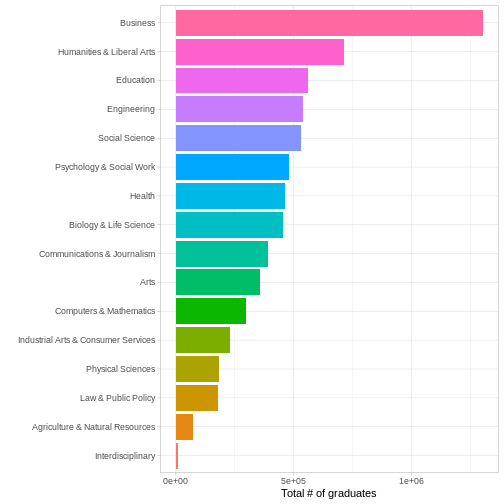 Business
Humanities & Liberal Arts
Education
Engineering
Social Science
Psychology & Social Work
Health
Biology & Life Science
Communications & Journalism
Arts
Computers & Mathematics
Industrial Arts & Consumer Services
Physical Sciences
Law & Public Policy
Agriculture & Natural Resources
Interdisciplinary
0e+00 5e+05 1e+06
Total # of graduates